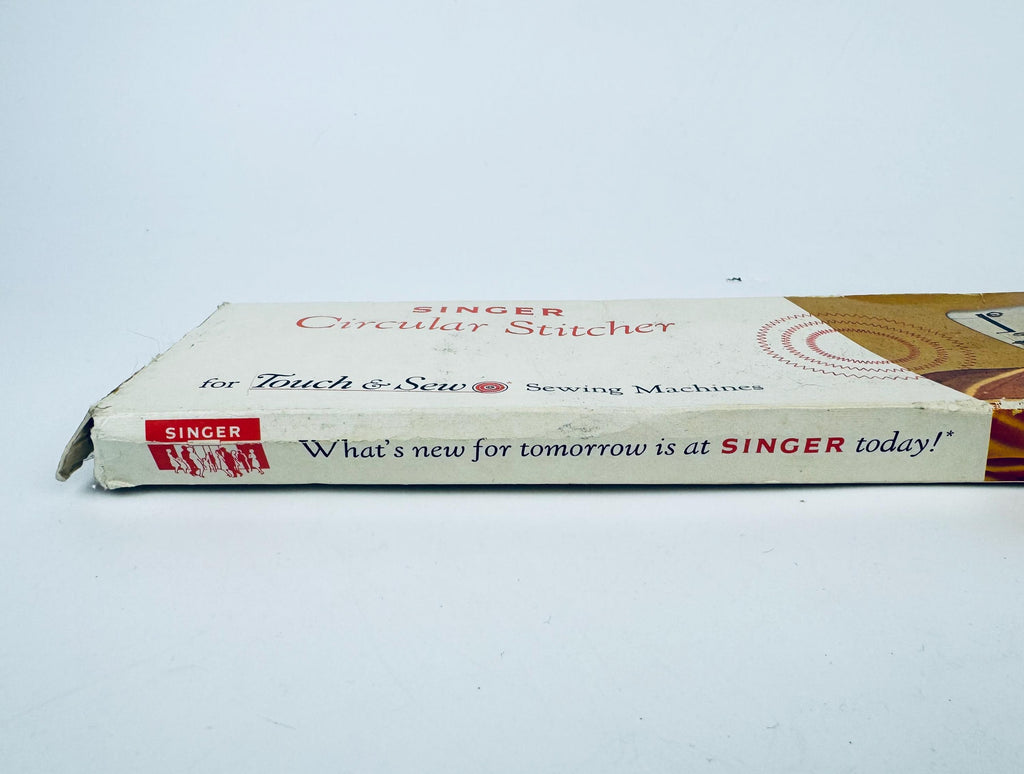 SINGER
Circular Stitcher
for Touch & Sew Sewing Machines
SINGER
What's new for tomorrow is at SINGER today!*